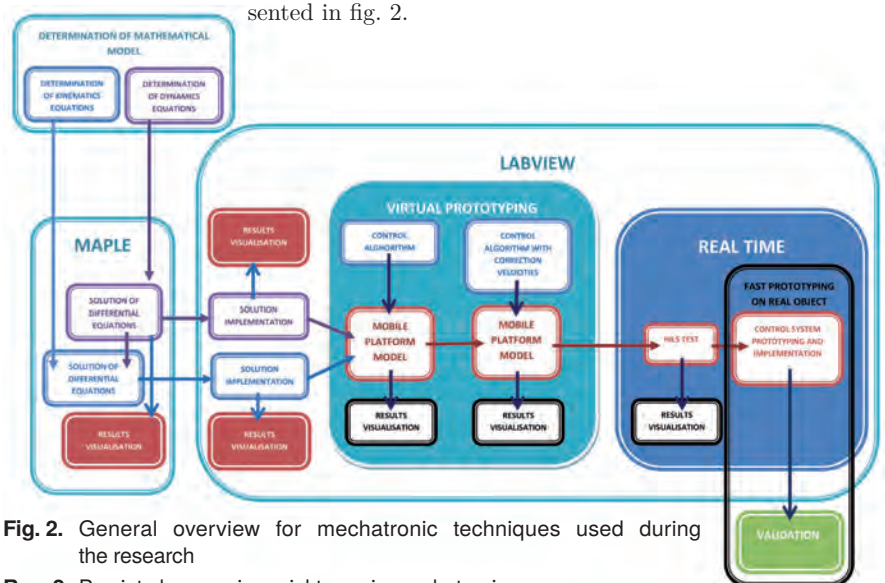 sented in fig. 2.
DETERMINATION OF MATHEMATICAL
MODEL
DETERMINATION
OF KINEMATICS
EQUATIONS
DETERMINATION
OF DYNAMICS
EQUATIONS
LABVIEW
VIRTUAL PROTOTYPING
MAPLE
RESULTS
VISUALISATION
CONTROL
ALGHORITHM
CONTROL
ALGORITHM WITH
CORRECTION
VELOTIES
REAL TIME
FAST PROTOTYPING
ON REAL OBJECT
SOLUTION OF
DIFFERENTIAL
EQUATIONS
SOLUTION
IMPLEMENTATION
MOBILE
PLATFORM
MODEL
MOBILE
PLATFORM
MODEL
HILS TEST
CONTROL SYSTEM
PROTOTYPING AND
IMPLEMENTATION
SOLUTION OF
DIFFERENTIAL
EQUATIONS
SOLUTION
IMPLEMENTATION
RESULTS
VISUALISATION
RESULTS
VISUALISATION
RESULTS
VISUALISATION
RESULTS
VISUALISATION
RESULTS
VISUALISATION
VALIDATION
Fig. 2. General overview for mechatronic techniques used during
the research